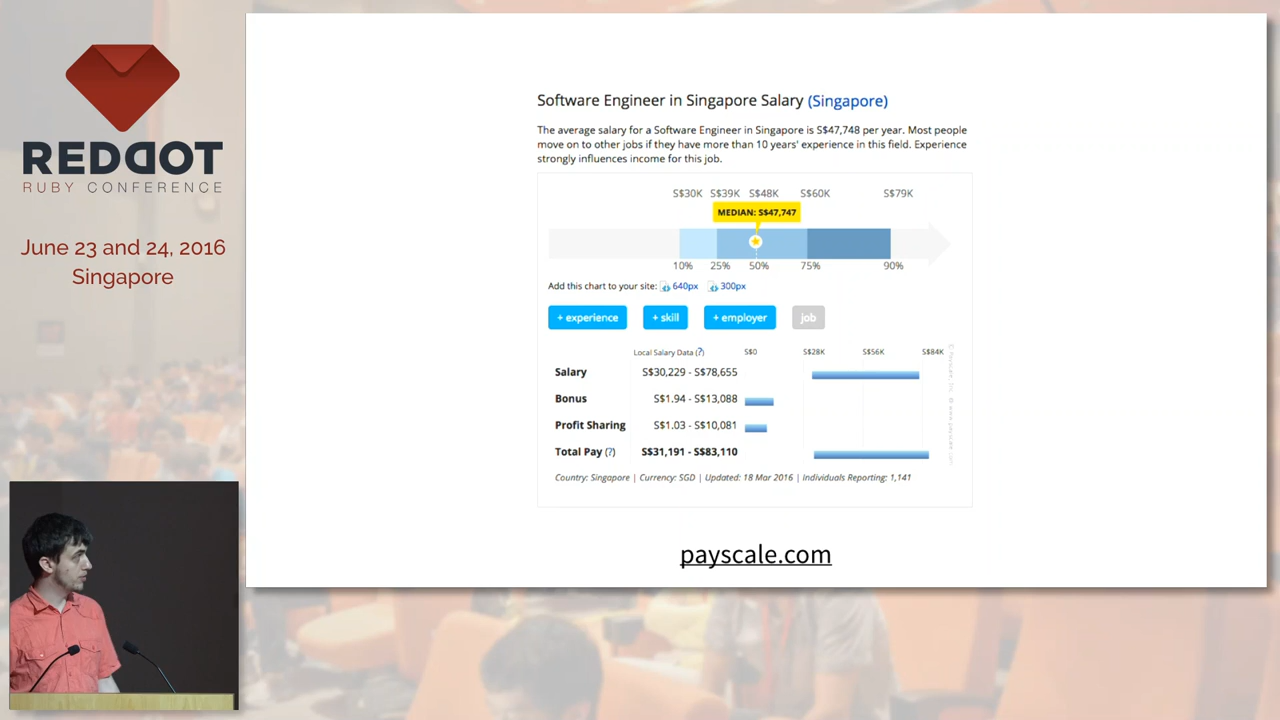 REDDOT
RUBY CONFERENCE
June 23 and 24, 2016
Singapore
Software Engineer in Singapore Salary (Singapore)
The average salary for a Software Engineer in Singapore is S$47,748 per year. Most people
move on to other jobs if they have more than 10 years' experience in this field. Experience
strongly influences income for this job.
S$30K S$39K S$48K S$60K S$79K
MEDIAN: S$47,747
10% 25% 50% 75% 90%
Add this chart to your site: 640px 300px
+ experience + skill + employer job
Local Salary Data (?) S$0 S$28K S$56K S$84K
Salary S$30,229 - S$78,655
Bonus S$1.94 - S$13,088
Profit Sharing S$1.03 - S$10,081
Total Pay (?) S$31,191 - S$83,110
Country: Singapore | Currency: SGD | Updated: 18 Mar 2016 | Individuals Reporting: 1,141
payscale.com